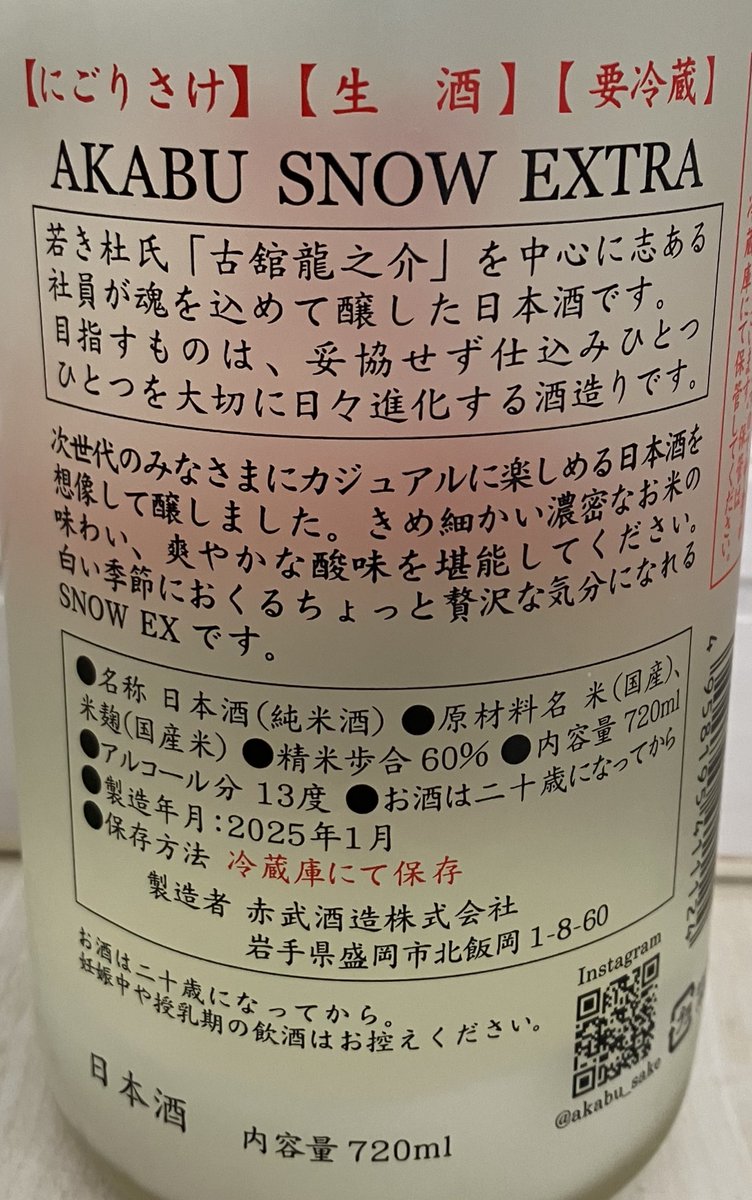 【にごりさけ】【生　酒】【要冷蔵】
AKABU SNOW EXTRA
若き杜氏「古舘龍之介」を中心に志ある
社員が魂を込めて醸した日本酒です。
目指すものは、妥協せず仕込みひとつ
ひとつを大切に日々進化する酒造りです。
次世代のみなさまにカジュアルに楽しめる日本酒を
想像して醸しました。きめ細かい濃密なお米の
味わい、爽やかな酸味を堪能してください。
白い季節におくるちょっと贅沢な気分になれる
SNOW EX です。
●名称 日本酒(純米酒) ●原材料名 米(国産)、
米麹(国産米) ●精米歩合 60% ●内容量 720ml
●アルコール分 13度 ●お酒は二十歳になってから
●製造年月：2025年1月
●保存方法 冷蔵庫にて保存
製造者 赤武酒造株式会社
岩手県盛岡市北飯岡 1-8-60
お酒は二十歳になってから。
妊娠中や授乳期の飲酒はお控えください。
Instagram
@akabu_sake
日本酒
内容量 720ml
蔵庫にて保管してください